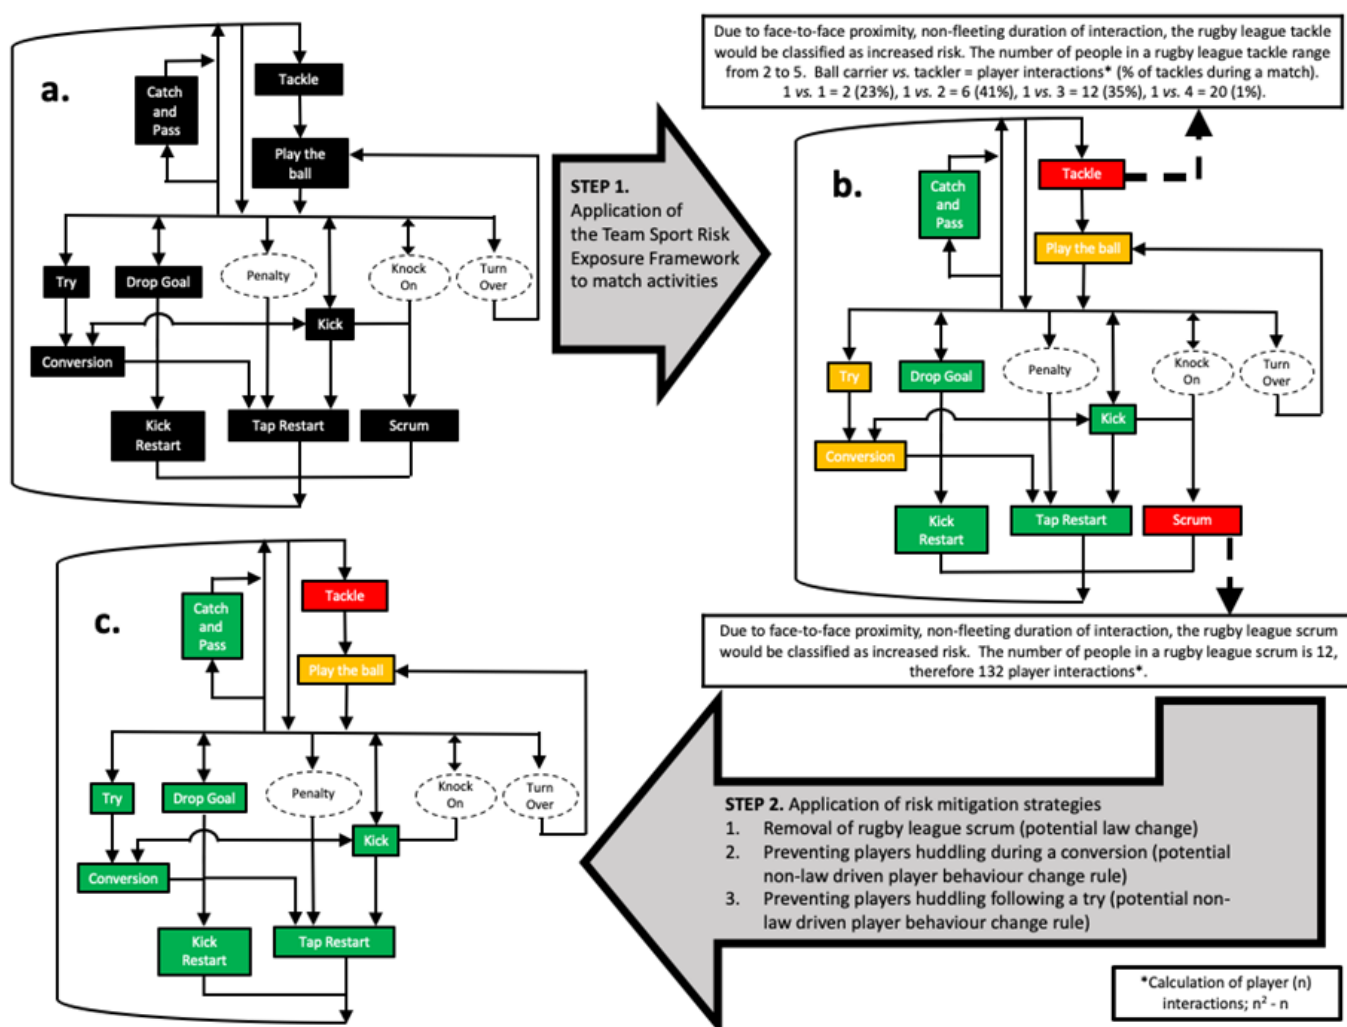 a.
Tackle
Catch
and
Pass
Play the
ball
Try
Drop Goal
Penalty
Knock
On
Turn
Over
Kick
Conversion
Kick
Restart
Tap Restart
Scrum
STEP 1.
Application of
the Team Sport Risk
Exposure Framework
to match activities
Due to face-to-face proximity, non-fleeting duration of interaction, the rugby league tackle
would be classified as increased risk. The number of people in a rugby league tackle range
from 2 to 5. Ball carrier vs. tackler = player interactions* (% of tackles during a match).
1 vs. 1 = 2 (23%), 1 vs. 2 = 6 (41%), 1 vs. 3 = 12 (35%), 1 vs. 4 = 20 (1%).
b.
Tackle
Catch
and
Pass
Play the ball
Try
Drop Goal
Penalty
Knock
On
Turn
Over
Kick
Conversion
Kick
Restart
Tap Restart
Scrum
Due to face-to-face proximity, non-fleeting duration of interaction, the rugby league scrum
would be classified as increased risk. The number of people in a rugby league scrum is 12,
therefore 132 player interactions*.
c.
Tackle
Catch
and
Pass
Play the ball
Try
Drop Goal
Penalty
Knock
On
Turn
Over
Kick
Conversion
Kick
Restart
Tap Restart
STEP 2. Application of risk mitigation strategies
1. Removal of rugby league scrum (potential law change)
2. Preventing players huddling during a conversion (potential
non-law driven player behaviour change rule)
3. Preventing players huddling following a try (potential non-
law driven player behaviour change rule)
*Calculation of player (n)
interactions; n² - n